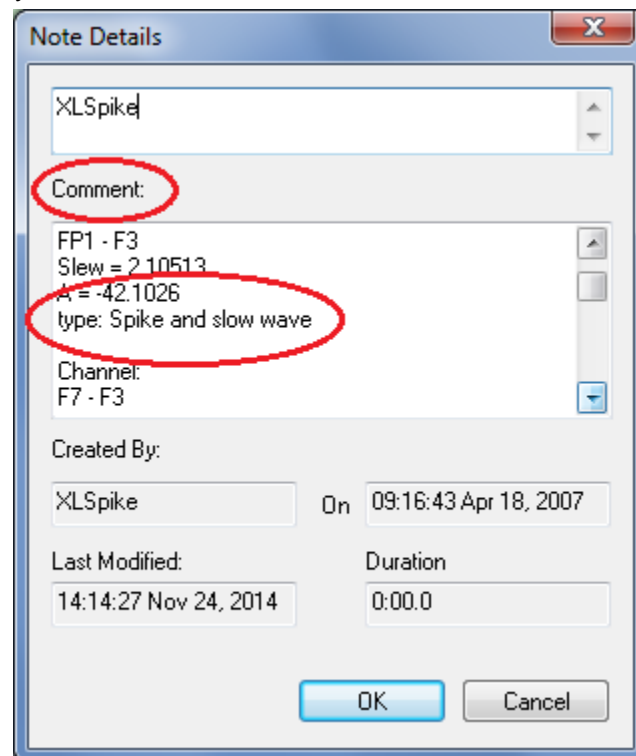 Note Details
XLSpike
Comment:
FP1 - F3
Slew = 2.10513
A = -42.1026
type: Spike and slow wave
Channel:
F7 - F3
Created By:
XLSpike On 09:16:43 Apr 18, 2007
Last Modified: Duration
14:14:27 Nov 24, 2014 0:00.0
OK Cancel